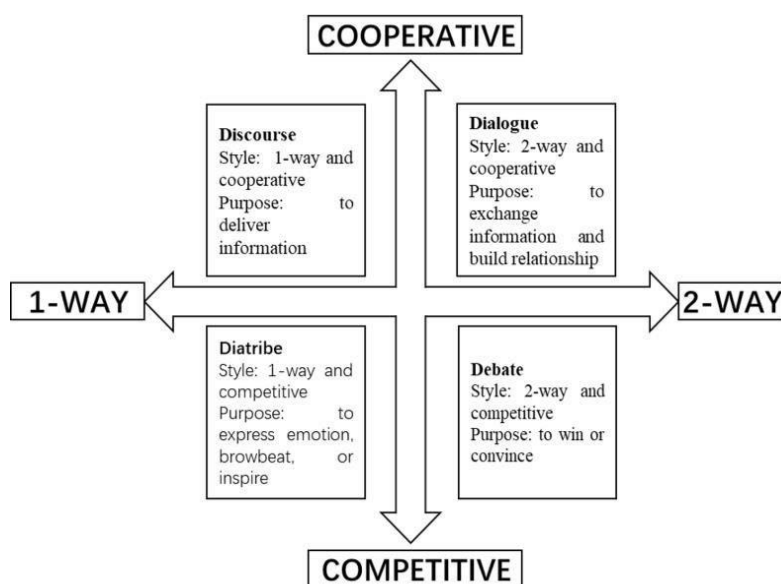 COOPERATIVE
Discourse
Style: 1-way and
cooperative
Purpose: to
deliver
information
Dialogue
Style: 2-way and
cooperative
Purpose: to
exchange
information and
build relationship
1-WAY
2-WAY
Diatribe
Style: 1-way and
competitive
Purpose: to
express emotion,
browbeat, or
inspire
Debate
Style: 2-way and
competitive
Purpose: to win or
convince
COMPETITIVE